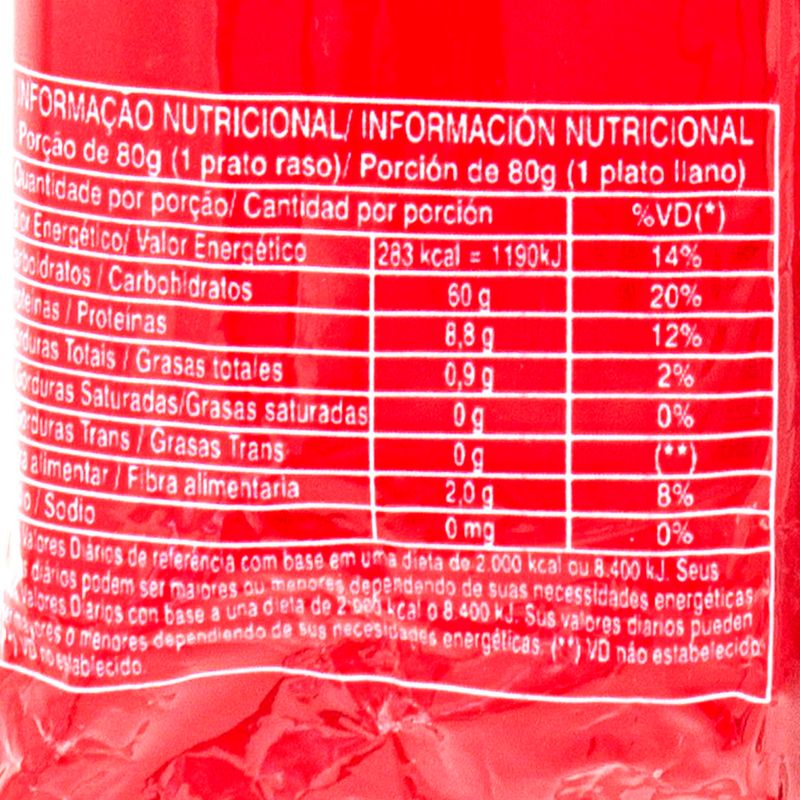 INFORMAÇÃO NUTRICIONAL/ INFORMACIÓN NUTRICIONAL
Porção de 80g (1 prato raso)/ Porción de 80g (1 plato llano)
Quantidade por porção/ Cantidad por porción %VD(*)
Energético/ Valor Energético 283 kcal = 1190kJ 14%
/ Carbohidratos 60 g 20%
/ Proteínas 8,8 g 12%
Totais / Grasas totales 0,9 g 2%
Gorduras Saturadas/Grasas saturadas 0 g 0%
Trans / Grasas Trans 0 g (**)
alimentar / Fibra alimentaria 2,0 g 8%
/ Sodio 0 mg 0%
Valores Diários de referência com base em uma dieta de 2.000 kcal ou 8.400 kJ. Seus
diários podem ser maiores ou menores dependendo de suas necessidades energéticas
Valores Diarios con base a una dieta de 2.000 kcal o 8.400 kJ. Sus valores diarios pueden
mayores o menores dependiendo de sus necesidades energéticas. (**) VD não estabelecido
VD no establecido